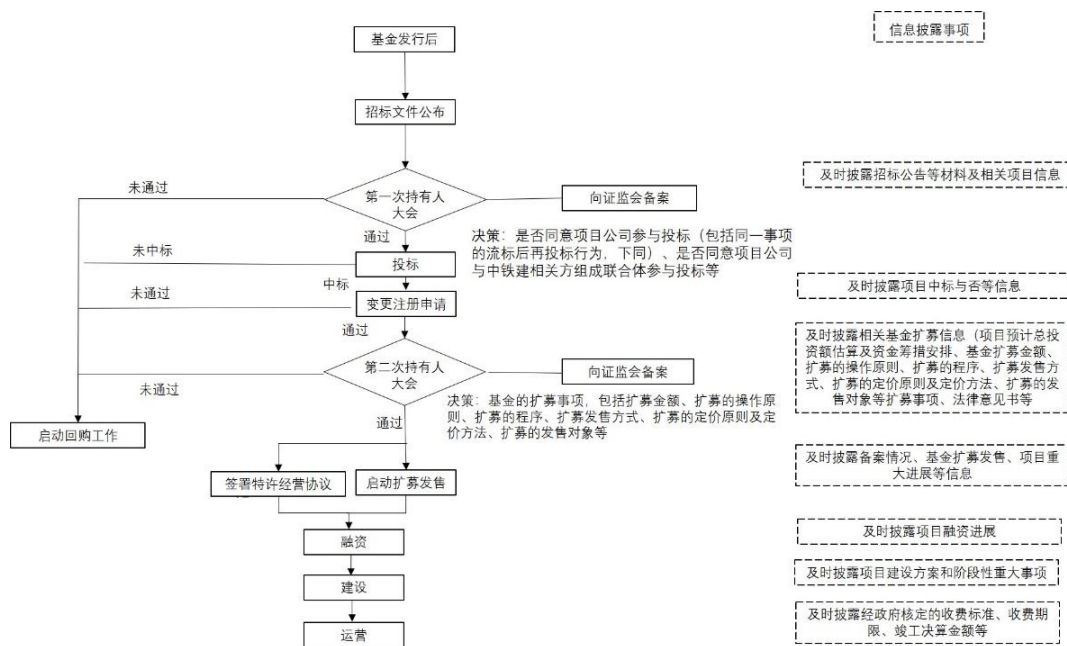 基金发行后
信息披露事项
招标文件公布
未通过
第一次持有人
大会
向证监会备案
及时披露招标公告等材料及相关项目信息
通过
决策：是否同意项目公司参与投标（包括同一事项
的流标后再投标行为，下同）、是否同意项目公司
与中铁建相关方组成联合体参与投标等
未中标
投标
中标
未通过
变更注册申请
及时披露项目中标与否等信息
通过
及时披露相关基金扩募信息（项目预计总投
资额估算及资金筹措安排、基金扩募金额、
扩募的操作原则、扩募的程序、扩募发售方
式、扩募的定价原则及定价方法、扩募的发
售对象等扩募事项、法律意见书等
第二次持有人
大会
向证监会备案
未通过
决策：基金的扩募事项，包括扩募金额、扩募的操作原
则、扩募的程序、扩募发售方式、扩募的定价原则及定
价方法、扩募的发售对象等
通过
启动回购工作
及时披露备案情况、基金扩募发售、项目重
大进展等信息
签署特许经营协议
启动扩募发售
融资
及时披露项目融资进展
建设
及时披露项目建设方案和阶段性重大事项
运营
及时披露经政府核定的收费标准、收费期
限、竣工决算金额等